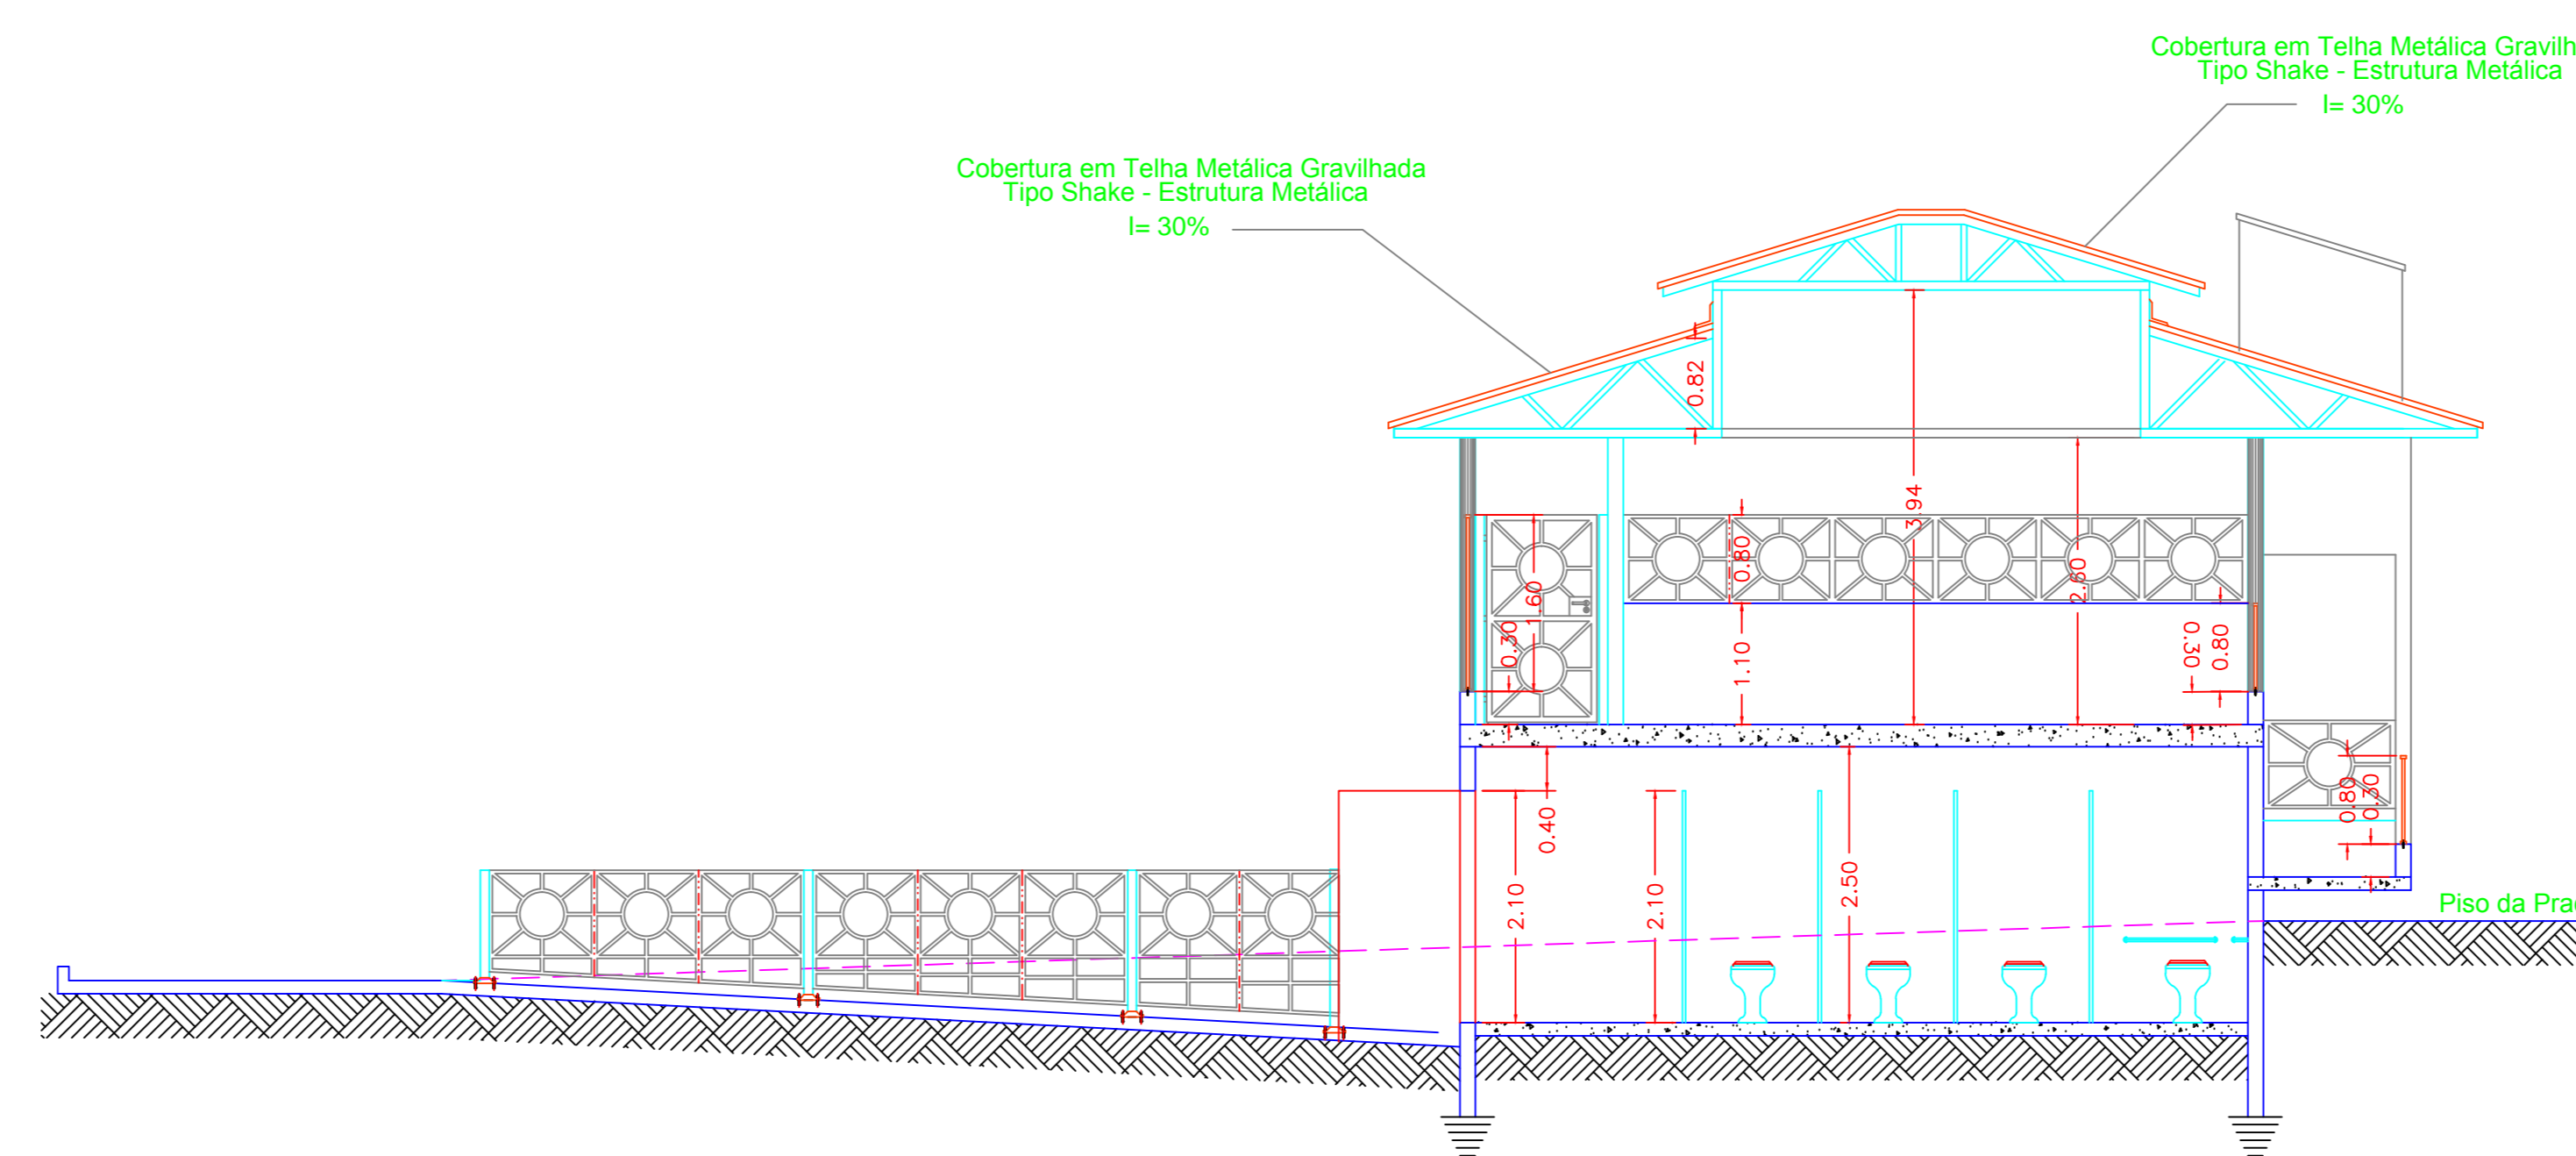 Cobertura em Telha Metálica Gravilh
Tipo Shake - Estrutura Metálica
I= 30%
Cobertura em Telha Metálica Gravilhada
Tipo Shake - Estrutura Metálica
I= 30%
0.82
3.94
2.60
0.80
1.60
0.30
1.10
0.30
0.80
0.40
0.80
0.30
2.10
2.10
2.50
Piso da Pra